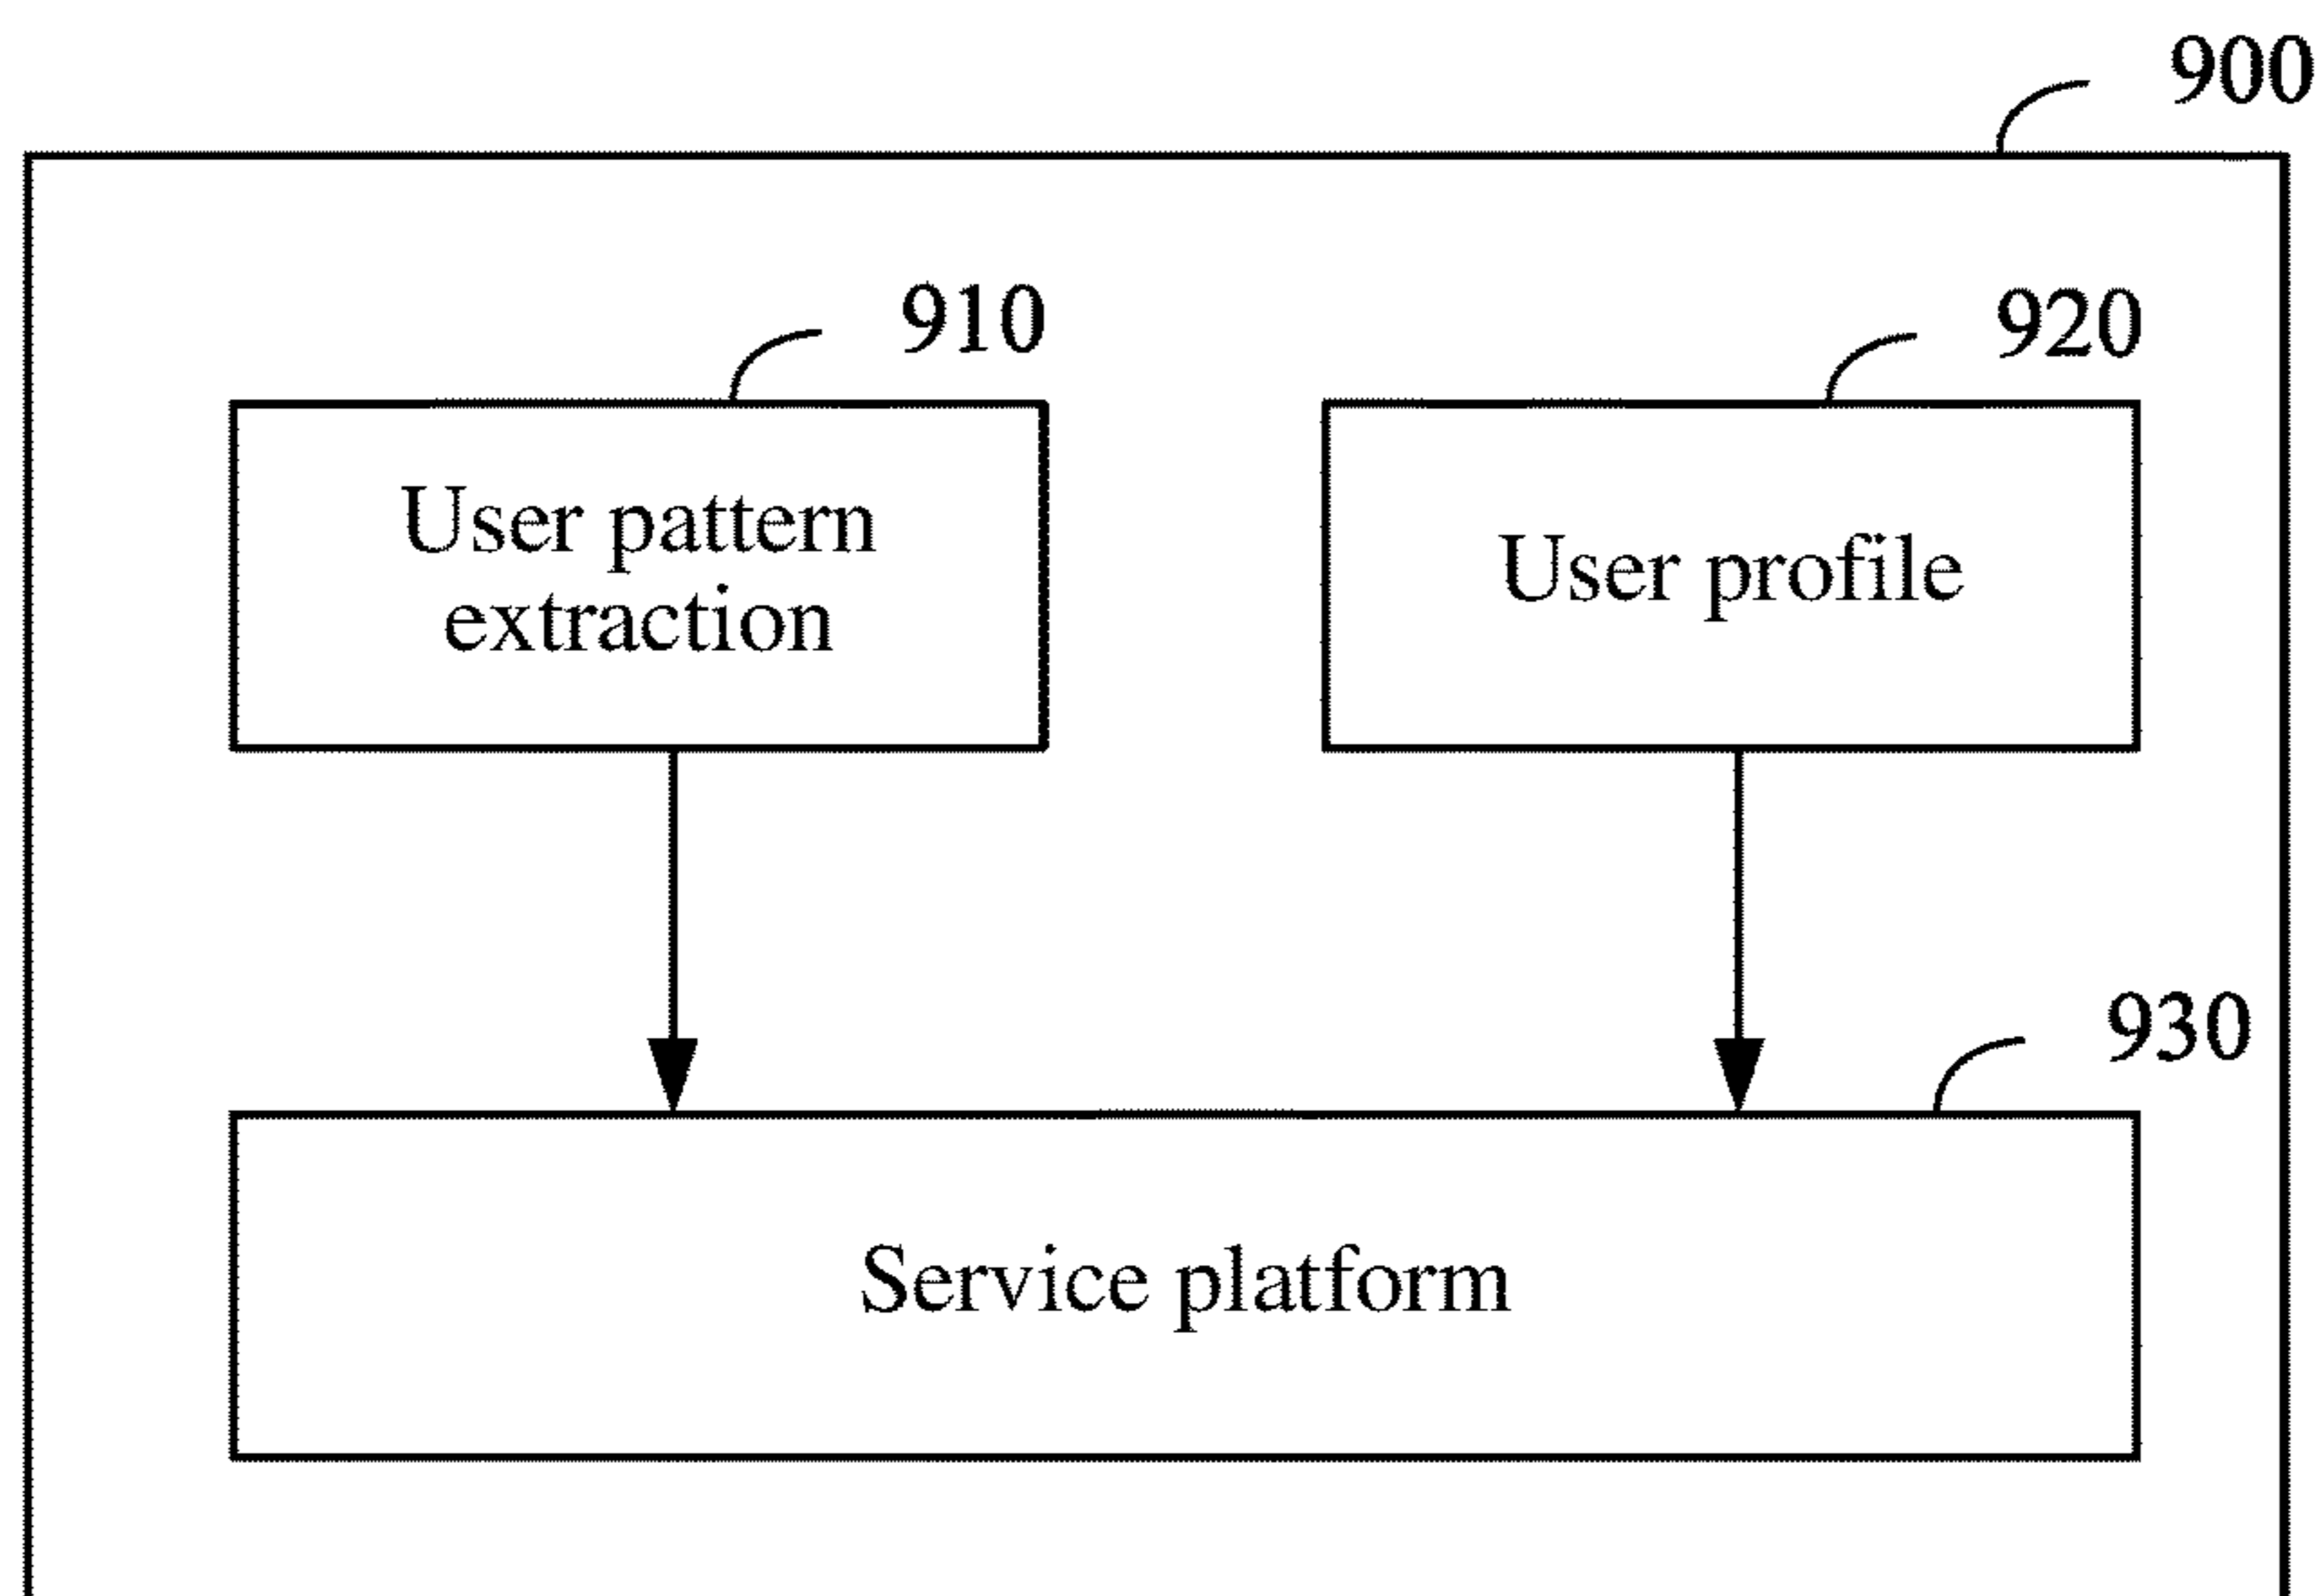 900
910
920
User pattern
extraction
User profile
930
Service platform